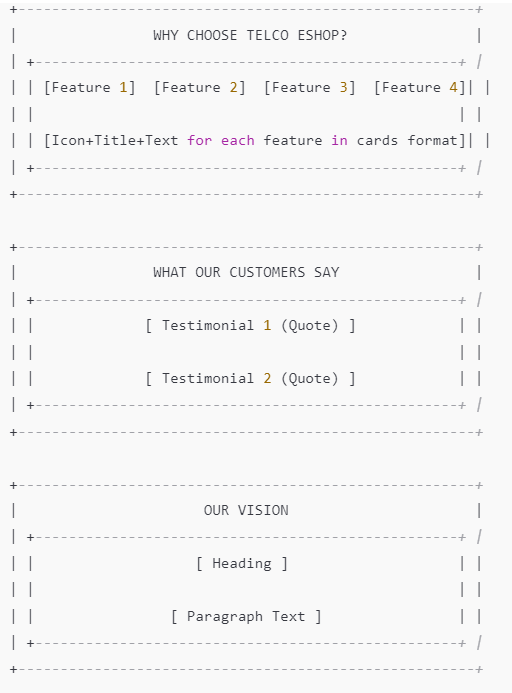 WHY CHOOSE TELCO ESHOP?
[Feature 1] [Feature 2] [Feature 3] [Feature 4]
[Icon+Title+Text for each feature in cards format]
WHAT OUR CUSTOMERS SAY
[ Testimonial 1 (Quote) ]
[ Testimonial 2 (Quote) ]
OUR VISION
[ Heading ]
[ Paragraph Text ]